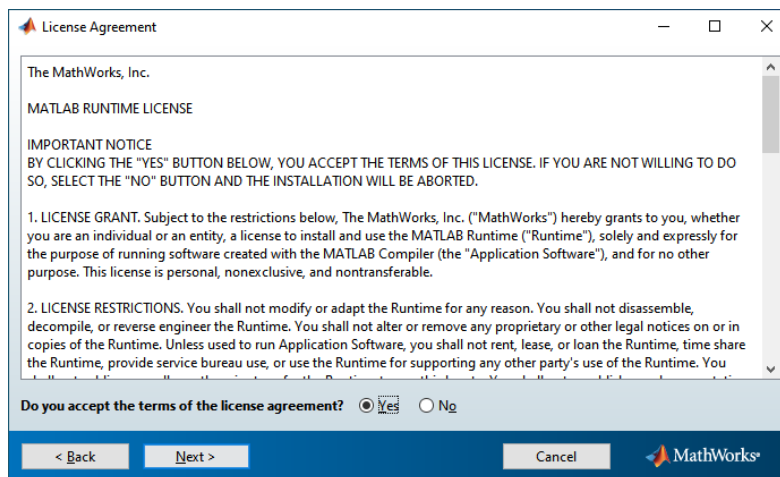 License Agreement
The MathWorks, Inc.
MATLAB RUNTIME LICENSE
IMPORTANT NOTICE
BY CLICKING THE "YES" BUTTON BELOW, YOU ACCEPT THE TERMS OF THIS LICENSE. IF YOU ARE NOT WILLING TO DO
SO, SELECT THE "NO" BUTTON AND THE INSTALLATION WILL BE ABORTED.
1. LICENSE GRANT. Subject to the restrictions below, The MathWorks, Inc. ("MathWorks") hereby grants to you, whether
you are an individual or an entity, a license to install and use the MATLAB Runtime ("Runtime"), solely and expressly for
the purpose of running software created with the MATLAB Compiler (the "Application Software"), and for no other
purpose. This license is personal, nonexclusive, and nontransferable.
2. LICENSE RESTRICTIONS. You shall not modify or adapt the Runtime for any reason. You shall not disassemble,
decompile, or reverse engineer the Runtime. You shall not alter or remove any proprietary or other legal notices on or in
copies of the Runtime. Unless used to run Application Software, you shall not rent, lease, or loan the Runtime, time share
the Runtime, provide service bureau use, or use the Runtime for supporting any other party's use of the Runtime. You
Do you accept the terms of the license agreement? Yes No
< Back Next > Cancel MathWorks®